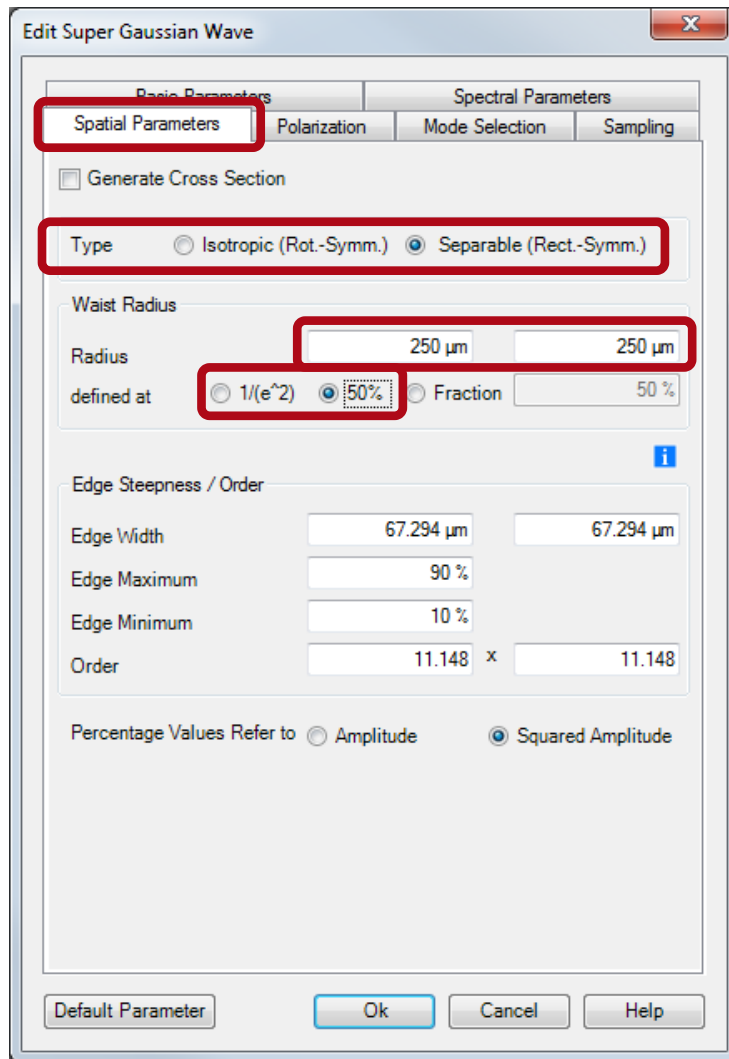 Edit Super Gaussian Wave
x
Basic Parameters Spectral Parameters
Spatial Parameters Polarization Mode Selection Sampling
Generate Cross Section
Type Isotropic (Rot.-Symm.) Separable (Rect.-Symm.)
Waist Radius
Radius 250 µm 250 µm
defined at 1/(e^2) 50% Fraction 50 %
i
Edge Steepness / Order
Edge Width 67.294 µm 67.294 µm
Edge Maximum 90 %
Edge Minimum 10 %
Order 11.148 x 11.148
Percentage Values Refer to Amplitude Squared Amplitude
Default Parameter Ok Cancel Help